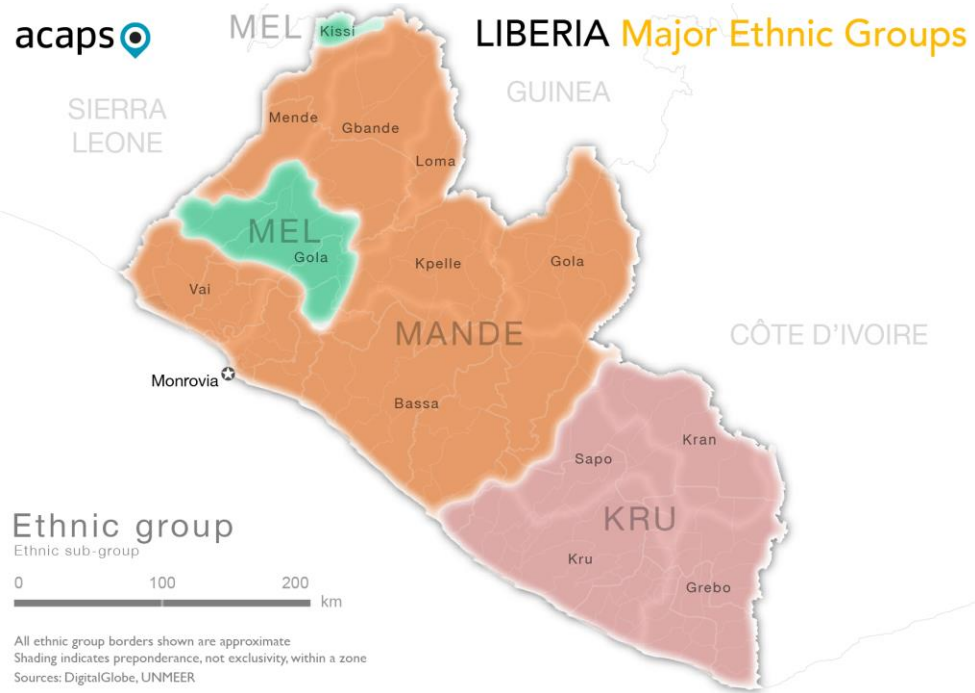 acaps
LIBERIA Major Ethnic Groups
MEL
Kissi
GUINEA
SIERRA
LEONE
Mende
Gbande
Loma
MEL
Gola
Kpelle
Gola
Vai
MANDE
CÔTE D'IVOIRE
Monrovia
Bassa
Kran
Sapo
KRU
Kru
Grebo
Ethnic group
Ethnic sub-group
0 100 200
km
All ethnic group borders shown are approximate
Shading indicates preponderance, not exclusivity, within a zone
Sources: DigitalGlobe, UNMEER